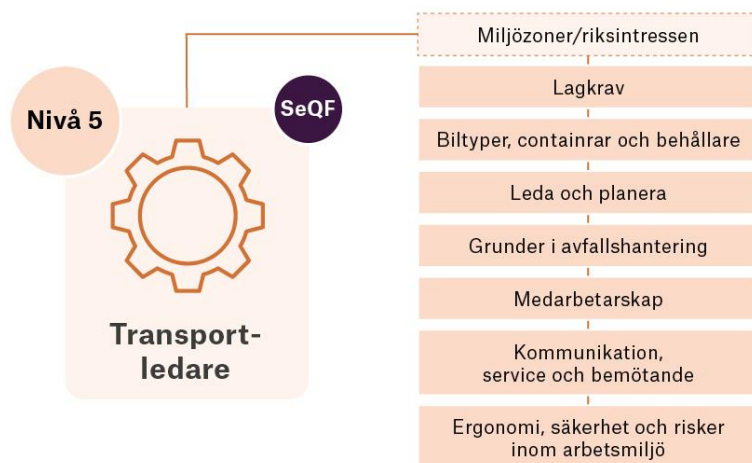 Nivå 5
SeQF
Transport-
ledare
Miljözoner/riksintressen
Lagkrav
Biltyper, containrar och behållare
Leda och planera
Grunder i avfallshantering
Medarbetarskap
Kommunikation,
service och bemötande
Ergonomi, säkerhet och risker
inom arbetsmiljö